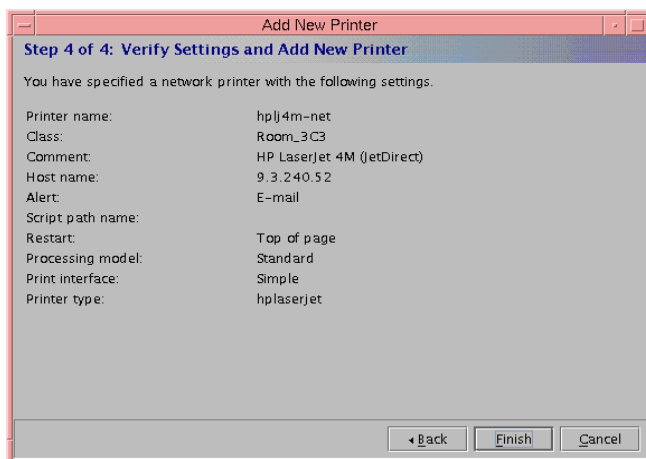 Add New Printer
Step 4 of 4: Verify Settings and Add New Printer
You have specified a network printer with the following settings.
Printer name: hplj4m-net
Class: Room_3C3
Comment: HP LaserJet 4M (JetDirect)
Host name: 9.3.240.52
Alert: E-mail
Script path name:
Restart: Top of page
Processing model: Standard
Print interface: Simple
Printer type: hplaserjet
Back Finish Cancel